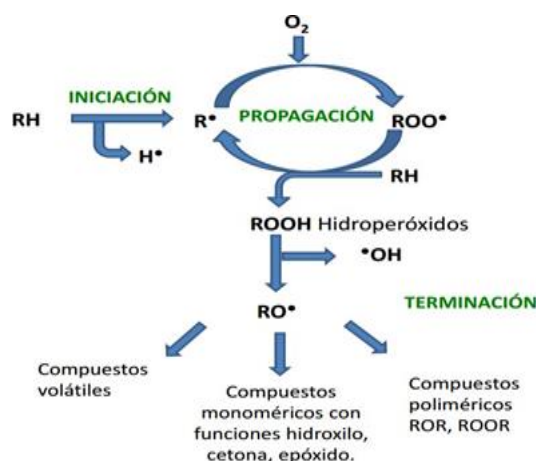 O2
INICIACIÓN
RH
R•
PROPAGACIÓN
ROO•
H•
RH
ROOH Hidroperóxidos
•OH
RO•
TERMINACIÓN
Compuestos
volátiles
Compuestos
monoméricos con
funciones hidroxilo,
cetona, epóxido.
Compuestos
poliméricos
ROR, ROOR